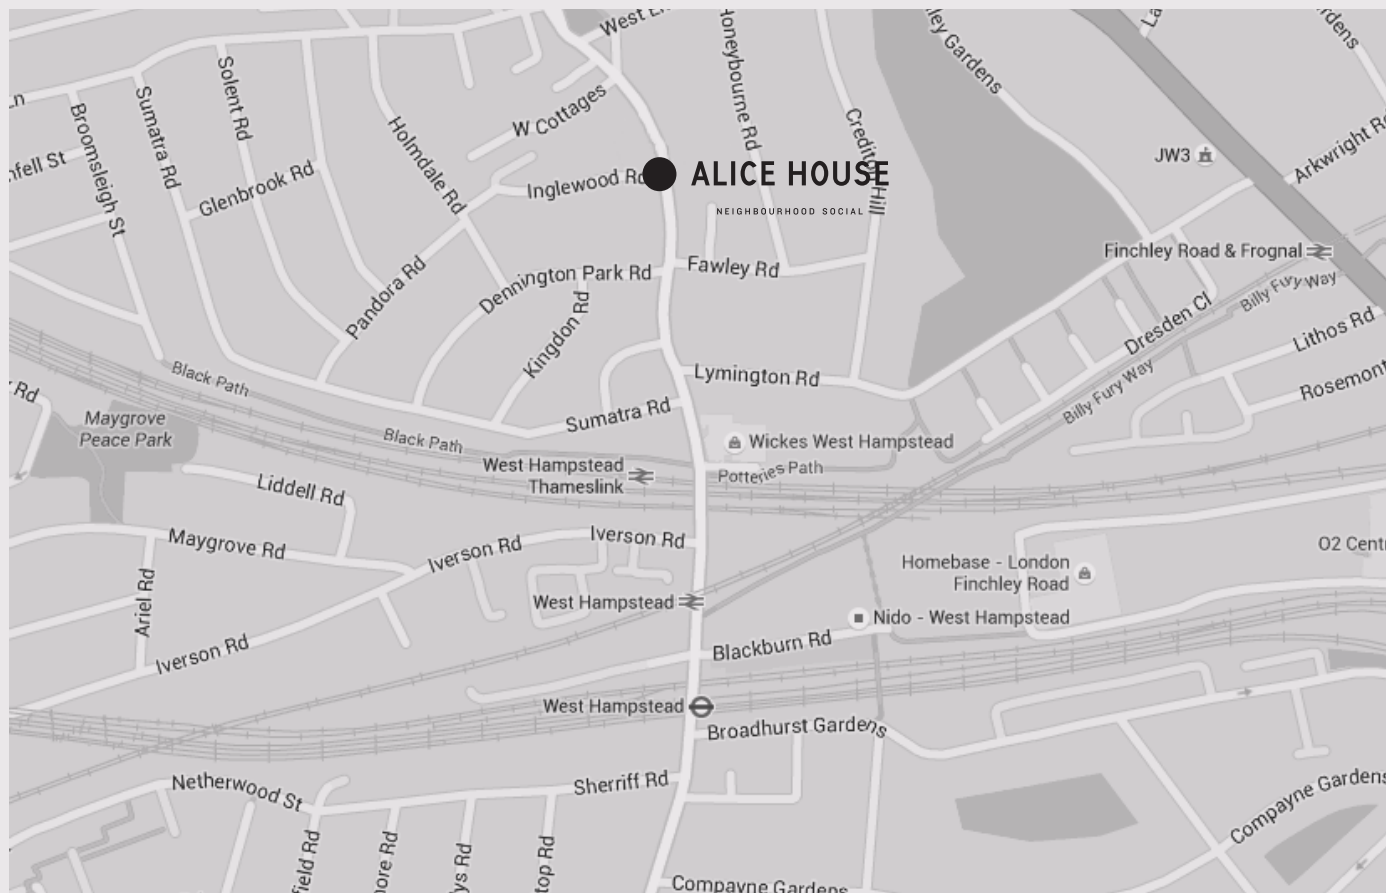 Solent Rd
Sumatra Rd
Broomsleigh St
Glenbrook Rd
Holmdale Rd
W Cottages
Inglewood Rd
Honeybourne Rd
Crediton Hill
ALICE HOUSE
NEIGHBOURHOOD SOCIAL
JW3
Arkwright Rd
Finchley Road & Frognal
Pandora Rd
Dennington Park Rd
Kingdon Rd
Fawley Rd
Billy Fury Way
Dresden Cl
Lithos Rd
Billy Fury Way
Rosemont
Black Path
Lymington Rd
Maygrove
Peace Park
Black Path
Sumatra Rd
Wickes West Hampstead
Potteries Path
West Hampstead
Thameslink
Liddell Rd
Maygrove Rd
Iverson Rd
Iverson Rd
Ariel Rd
Iverson Rd
West Hampstead
Homebase - London
Finchley Road
Nido - West Hampstead
Blackburn Rd
West Hampstead
Broadhurst Gardens
Netherwood St
Sherriff Rd
Compayne Gardens
Compayne Gardens